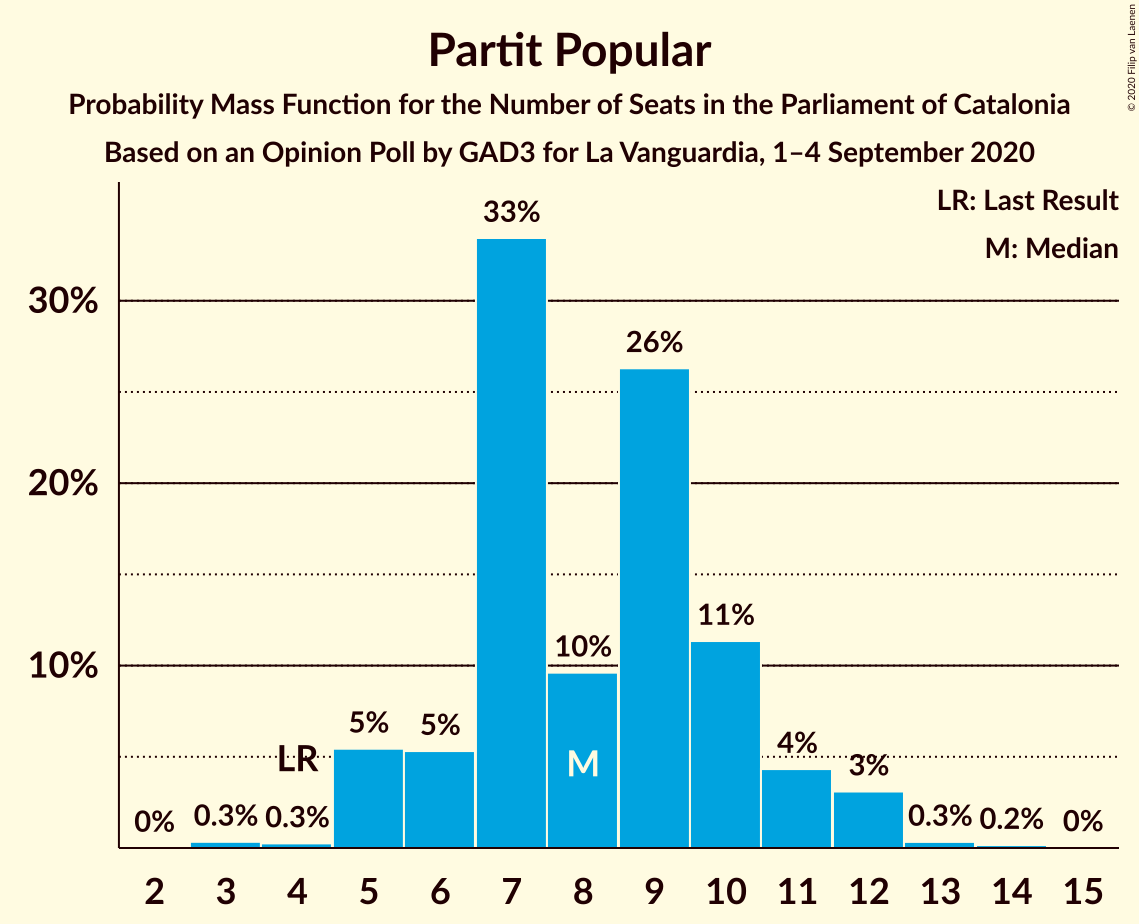 Partit Popular
Probability Mass Function for the Number of Seats in the Parliament of Catalonia
Based on an Opinion Poll by GAD3 for La Vanguardia, 1–4 September 2020
© 2020 Filip van Laenen
LR: Last Result
M: Median
33%
30%
26%
20%
11%
10%
10%
5%
5%
4%
3%
LR
M
0%
0.3%
0.3%
0.3%
0.2%
0%
2 3 4 5 6 7 8 9 10 11 12 13 14 15